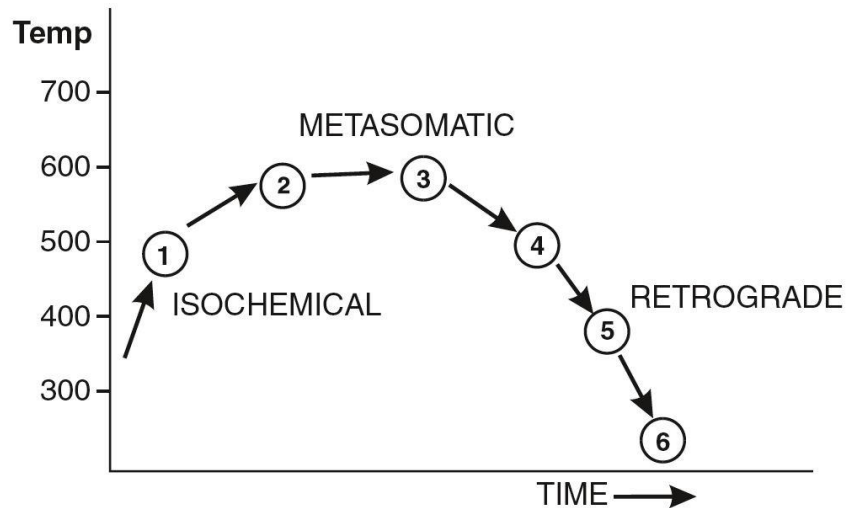 Temp
700
METASOMATIC
600
2
3
500
1
4
ISOCHEMICAL
RETROGRADE
400
5
300
6
TIME